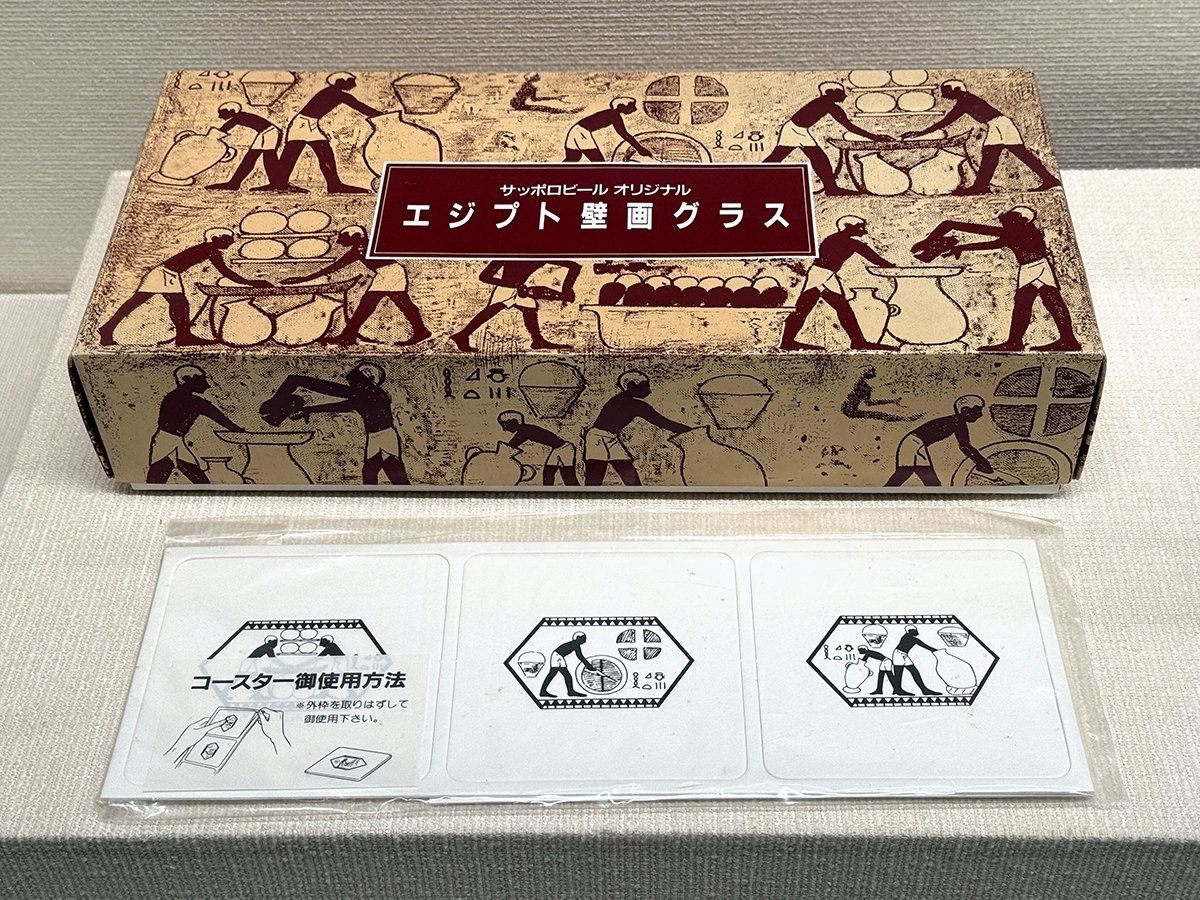 サッポロビール オリジナル
エジプト壁画グラス
コースター御使用方法
※外枠を取りはずして
御使用下さい。